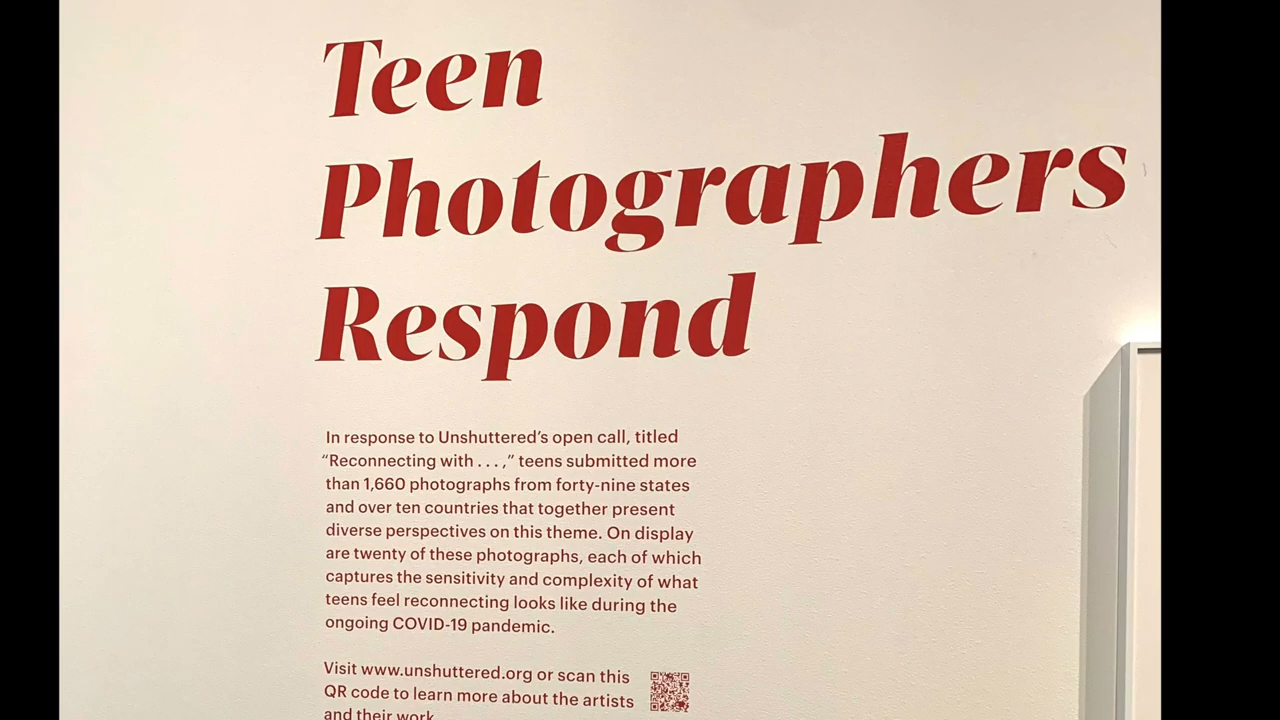 Teen
Photographers
Respond
In response to Unshuttered’s open call, titled
“Reconnecting with . . . ,” teens submitted more
than 1,660 photographs from forty-nine states
and over ten countries that together present
diverse perspectives on this theme. On display
are twenty of these photographs, each of which
captures the sensitivity and complexity of what
teens feel reconnecting looks like during the
ongoing COVID-19 pandemic.
Visit www.unshuttered.org or scan this
QR code to learn more about the artists
and their work